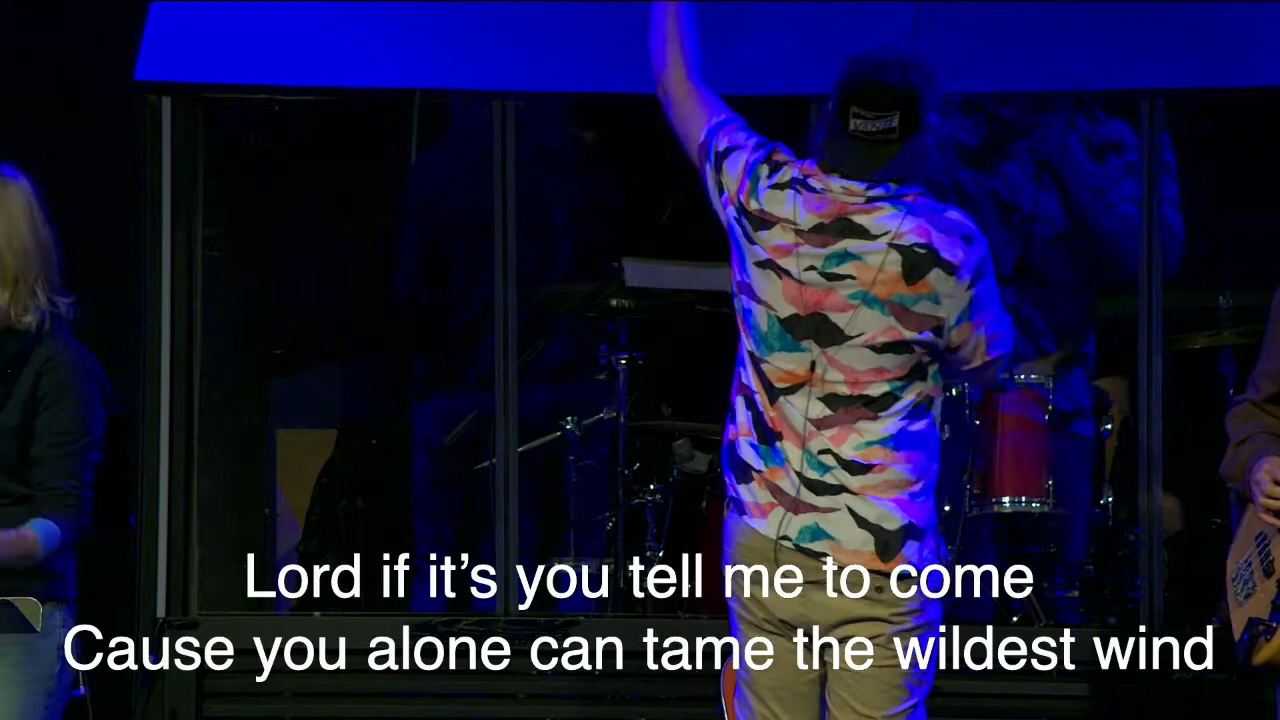 Lord if it’s you tell me to come
Cause you alone can tame the wildest wind